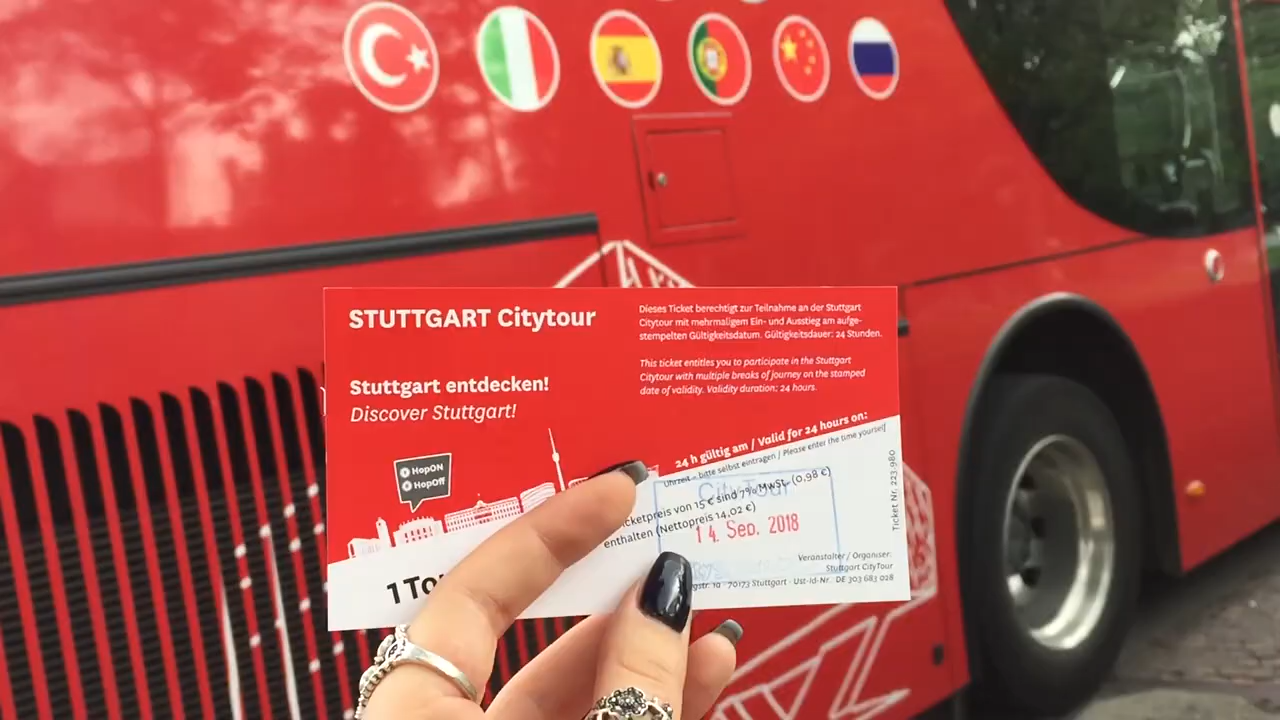 STUTTGART Citytour
Stuttgart entdecken!
Discover Stuttgart!
HopON
HopOff
Dieses Ticket berechtigt zur Teilnahme an der Stuttgart
Citytour mit mehrmaligem Ein- und Ausstieg am aufge-
stempelten Gültigkeitsdatum. Gültigkeitsdauer: 24 Stunden.
This ticket entitles you to participate in the Stuttgart
Citytour with multiple breaks of journey on the stamped
date of validity. Validity duration: 24 hours.
24 h gültig am / Valid for 24 hours on:
Uhrzeit – bitte selbst eintragen / Please enter the time yourself
CityTour
von 15 € sind 7% MwSt. (0,98 €)
enthalten (Nettopreis 14,02 €)
14. Sep. 2018
Veranstalter / Organiser:
Stuttgart CityTour
70173 Stuttgart · Ust-Id-Nr. DE 303 683 028
Ticket Nr. 223.980
1